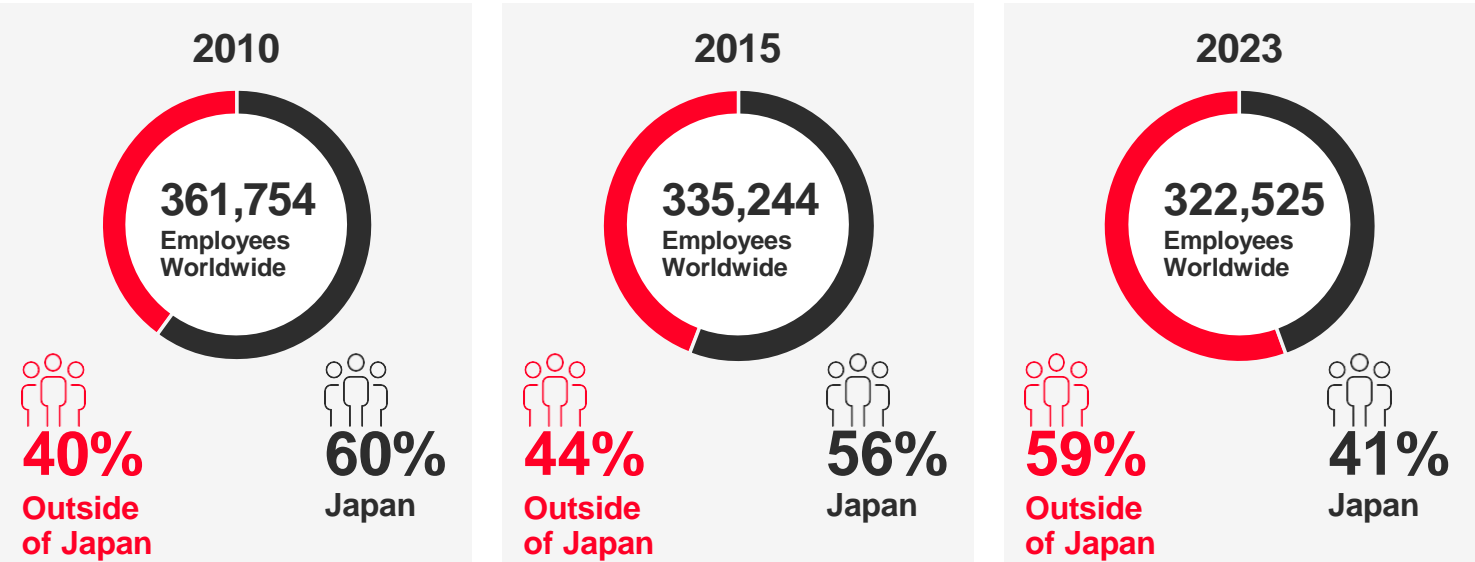 2010
361,754
Employees
Worldwide
40%
Outside
of Japan
60%
Japan
2015
335,244
Employees
Worldwide
44%
Outside
of Japan
56%
Japan
2023
322,525
Employees
Worldwide
59%
Outside
of Japan
41%
Japan